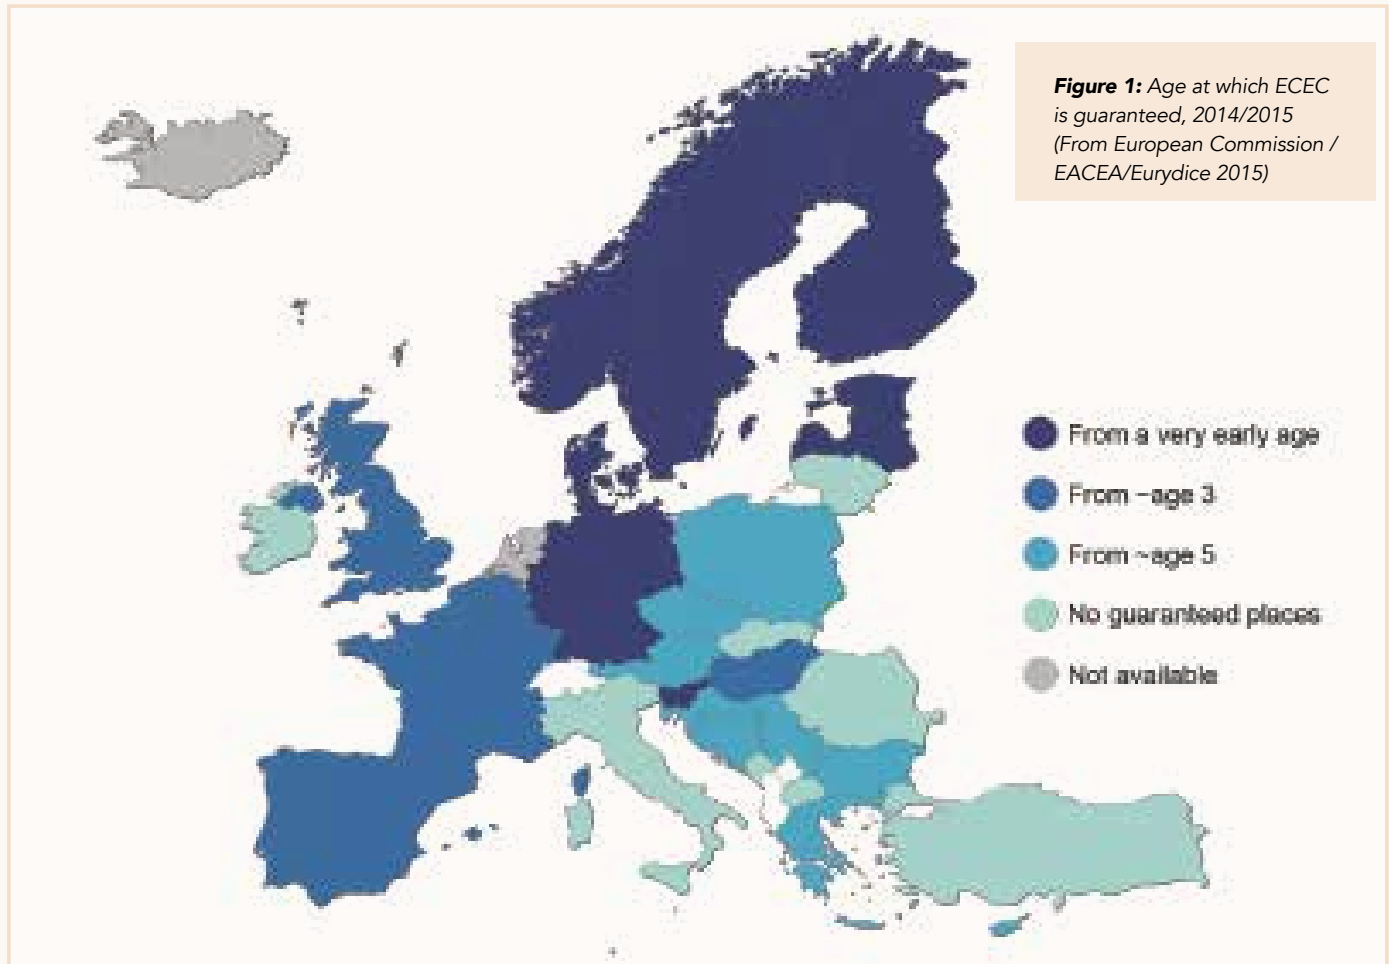 Figure 1: Age at which ECEC
is guaranteed, 2014/2015
(From European Commission /
EACEA/Eurydice 2015)
From a very early age
From ~age 3
From ~age 5
No guaranteed places
Not available